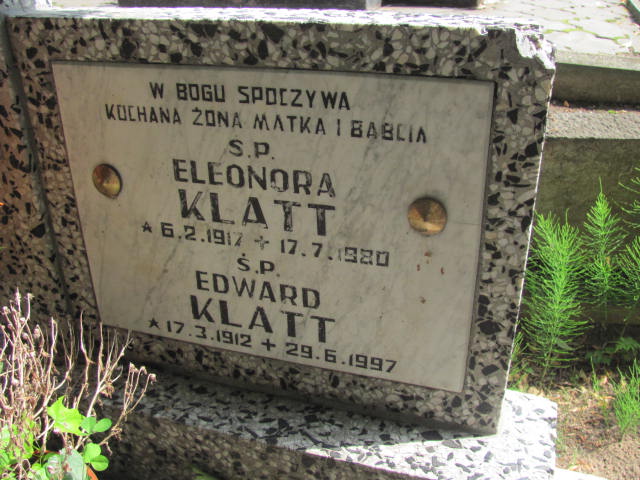 W BOGU SPOCZYWA
KOCHANA ŻONA MATKA I BABCIA
Ś.P.
ELEONORA
KLATT
* 6.2.1917 + 17.7.1980
Ś.P.
EDWARD
KLATT
* 17.3.1912 + 29.6.1997